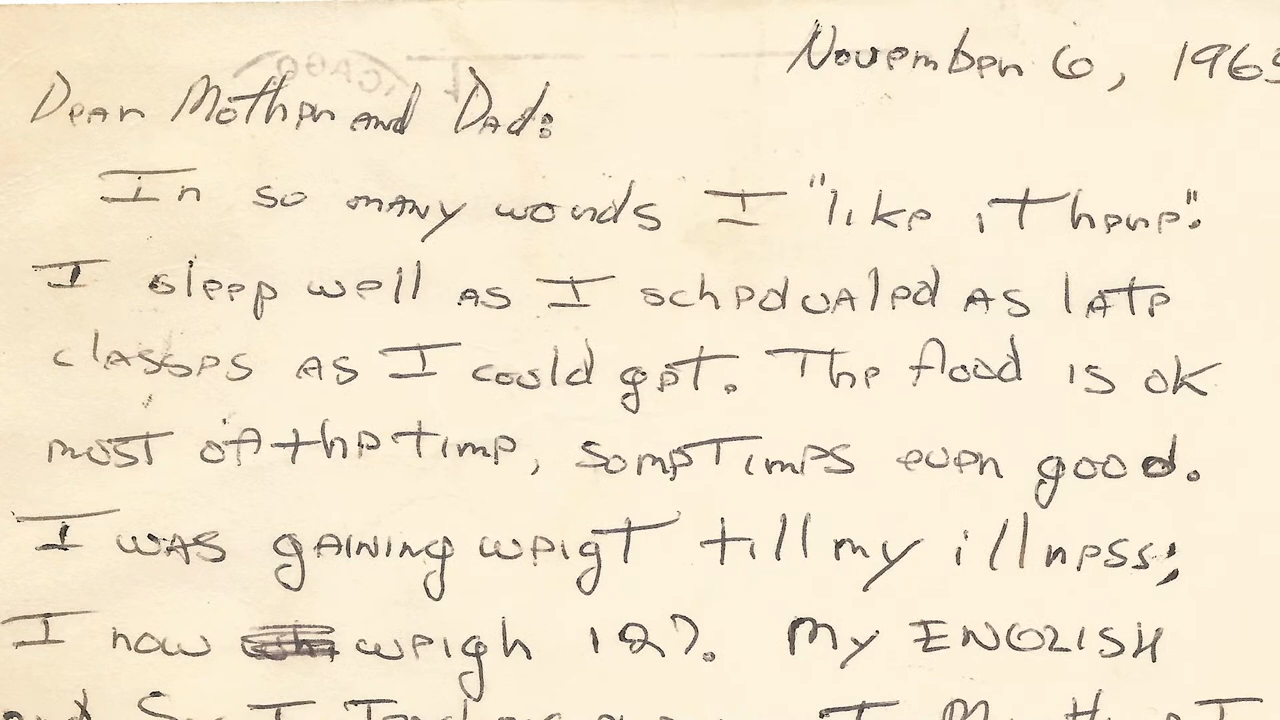 November 6, 196
Dear Mother and Dad:
In so many words I "like it here".
I sleep well as I schedualed as late
classes as I could get. The food is ok
most of the time, sometimes even good.
I was gaining weigt till my illness;
I now weigh 127. My ENGLISH